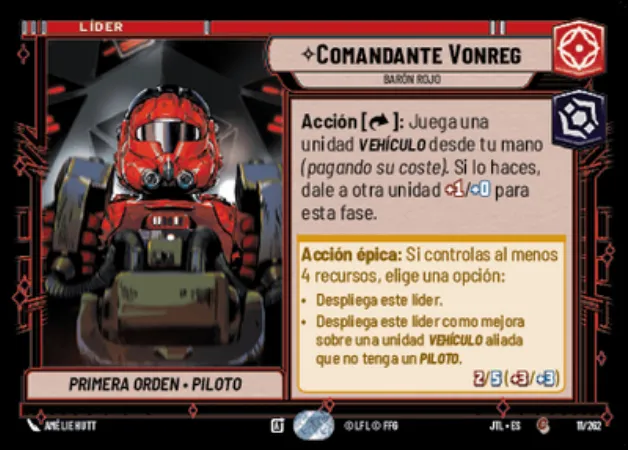 LÍDER
COMANDANTE VONREG
BARÓN ROJO
Acción [ ]: Juega una
unidad VEHÍCULO desde tu mano
(pagando su coste). Si lo haces,
dale a otra unidad +1/+0 para
esta fase.
Acción épica: Si controlas al menos
4 recursos, elige una opción:
• Despliega este líder.
• Despliega este líder como mejora
sobre una unidad VEHÍCULO aliada
que no tenga un PILOTO.
2/5 (+3/+3)
PRIMERA ORDEN • PILOTO
AMÉLIE HUTT
© LFL © FFG
JTL • ES
11/262